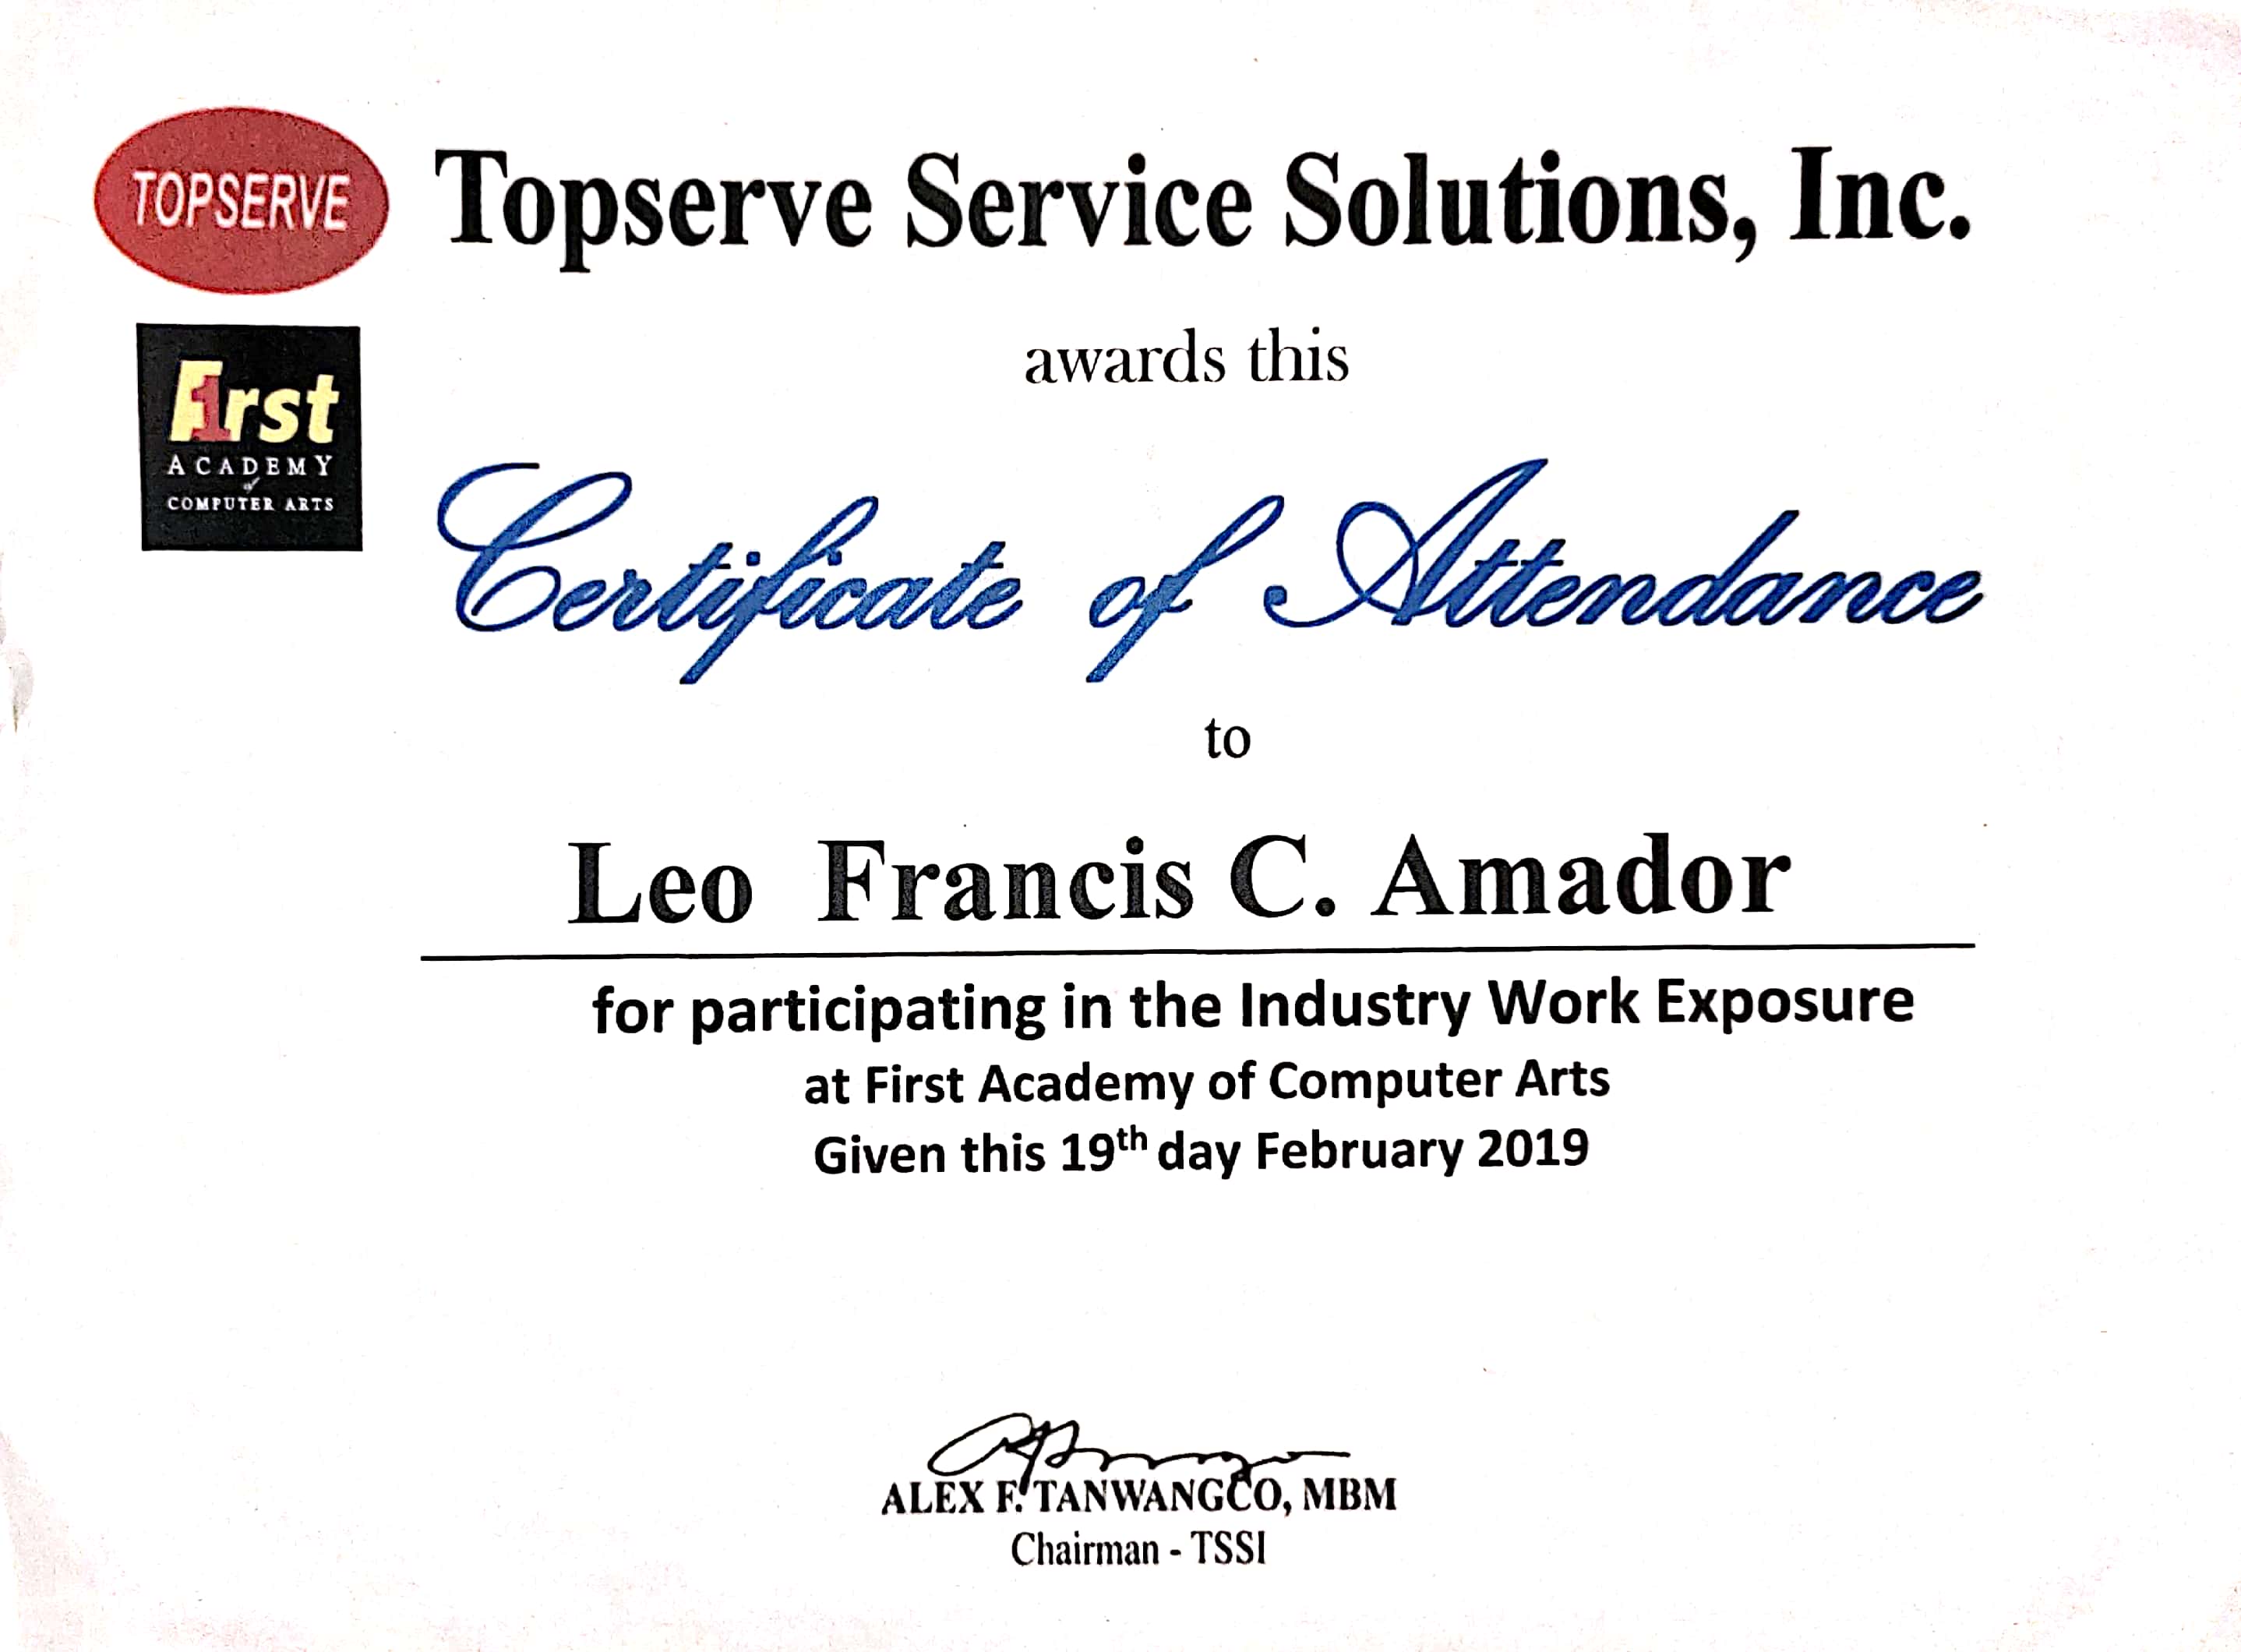 TOPSERVE
Topserve Service Solutions, Inc.
F1rst
ACADEMY
of
COMPUTER ARTS
awards this
Certificate of Attendance
to
Leo Francis C. Amador
for participating in the Industry Work Exposure
at First Academy of Computer Arts
Given this 19th day February 2019
ALEX F. TANWANGCO, MBM
Chairman - TSSI